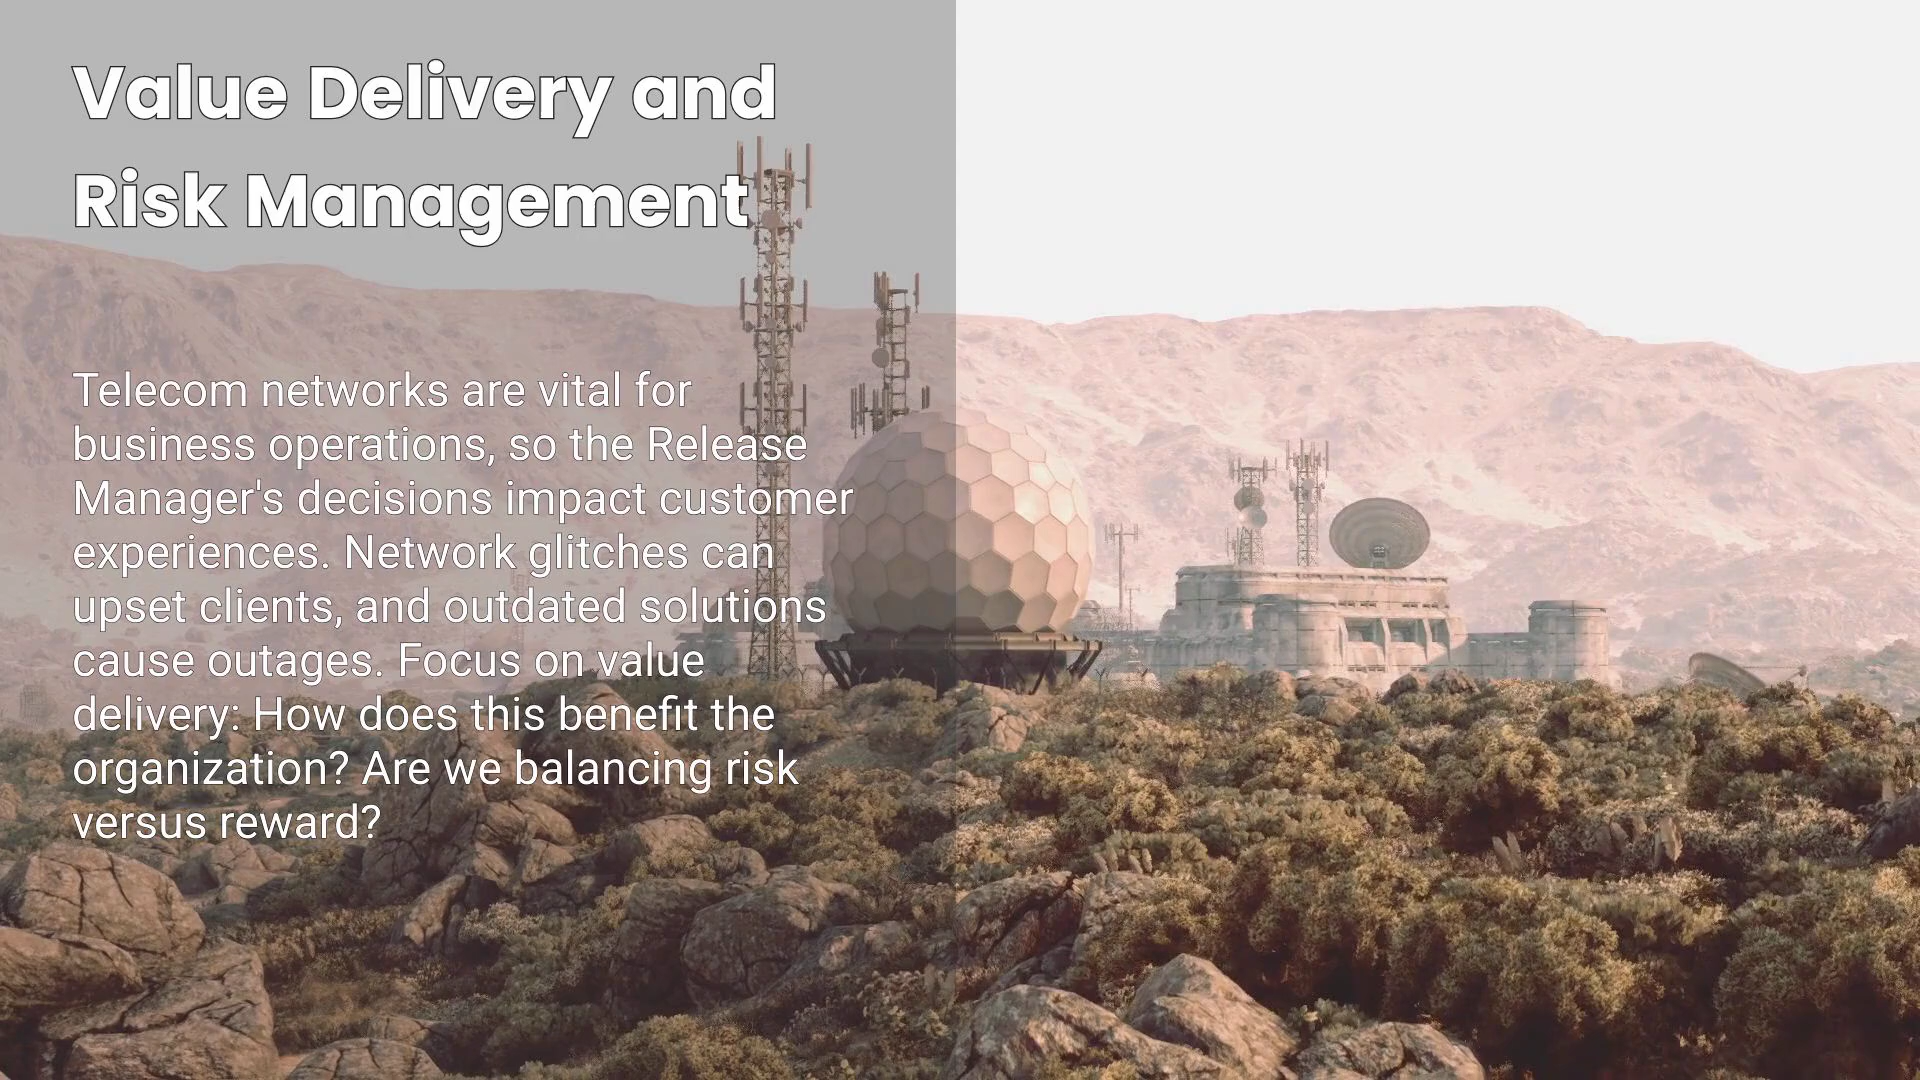 Value Delivery and
Risk Management
Telecom networks are vital for
business operations, so the Release
Manager's decisions impact customer
experiences. Network glitches can
upset clients, and outdated solutions
cause outages. Focus on value
delivery: How does this benefit the
organization? Are we balancing risk
versus reward?